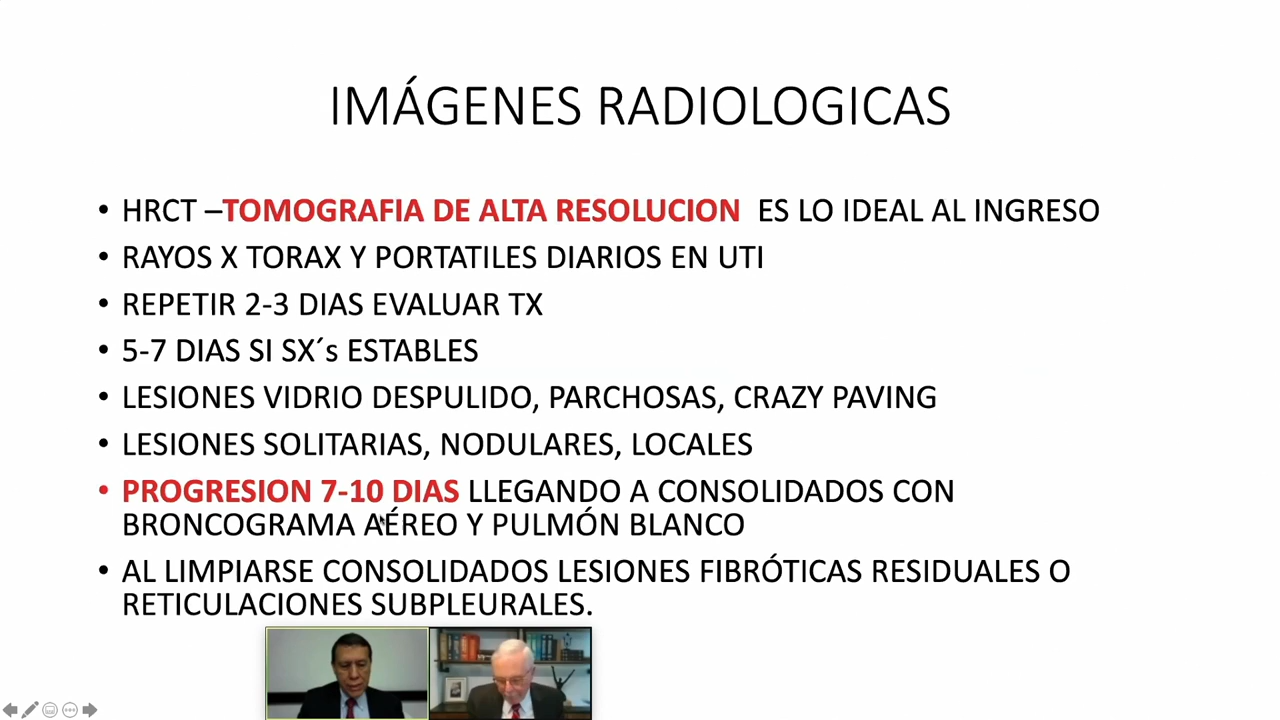 IMÁGENES RADIOLOGICAS
• HRCT –TOMOGRAFIA DE ALTA RESOLUCION ES LO IDEAL AL INGRESO
• RAYOS X TORAX Y PORTATILES DIARIOS EN UTI
• REPETIR 2-3 DIAS EVALUAR TX
• 5-7 DIAS SI SX´s ESTABLES
• LESIONES VIDRIO DESPULIDO, PARCHOSAS, CRAZY PAVING
• LESIONES SOLITARIAS, NODULARES, LOCALES
• PROGRESION 7-10 DIAS LLEGANDO A CONSOLIDADOS CON
BRONCOGRAMA AÉREO Y PULMÓN BLANCO
• AL LIMPIARSE CONSOLIDADOS LESIONES FIBRÓTICAS RESIDUALES O
RETICULACIONES SUBPLEURALES.